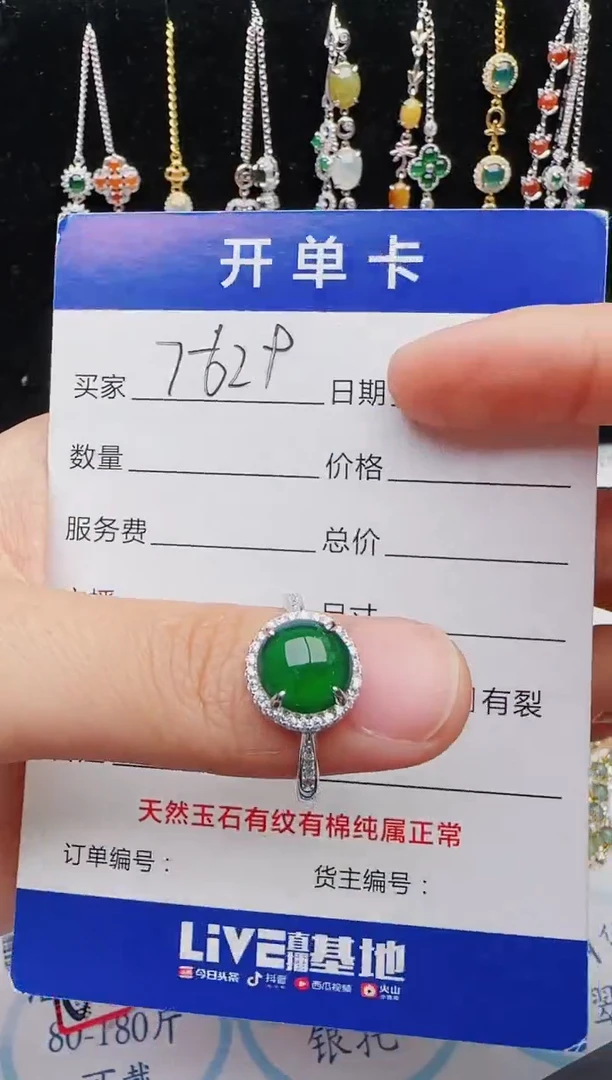 开单卡
买家 7629 日期
数量 价格
服务费 总价
尺寸
有裂
天然玉石有纹有棉纯属正常
订单编号： 货主编号：
LiVE直播基地
今日头条 抖音 西瓜视频 火山
80-180斤